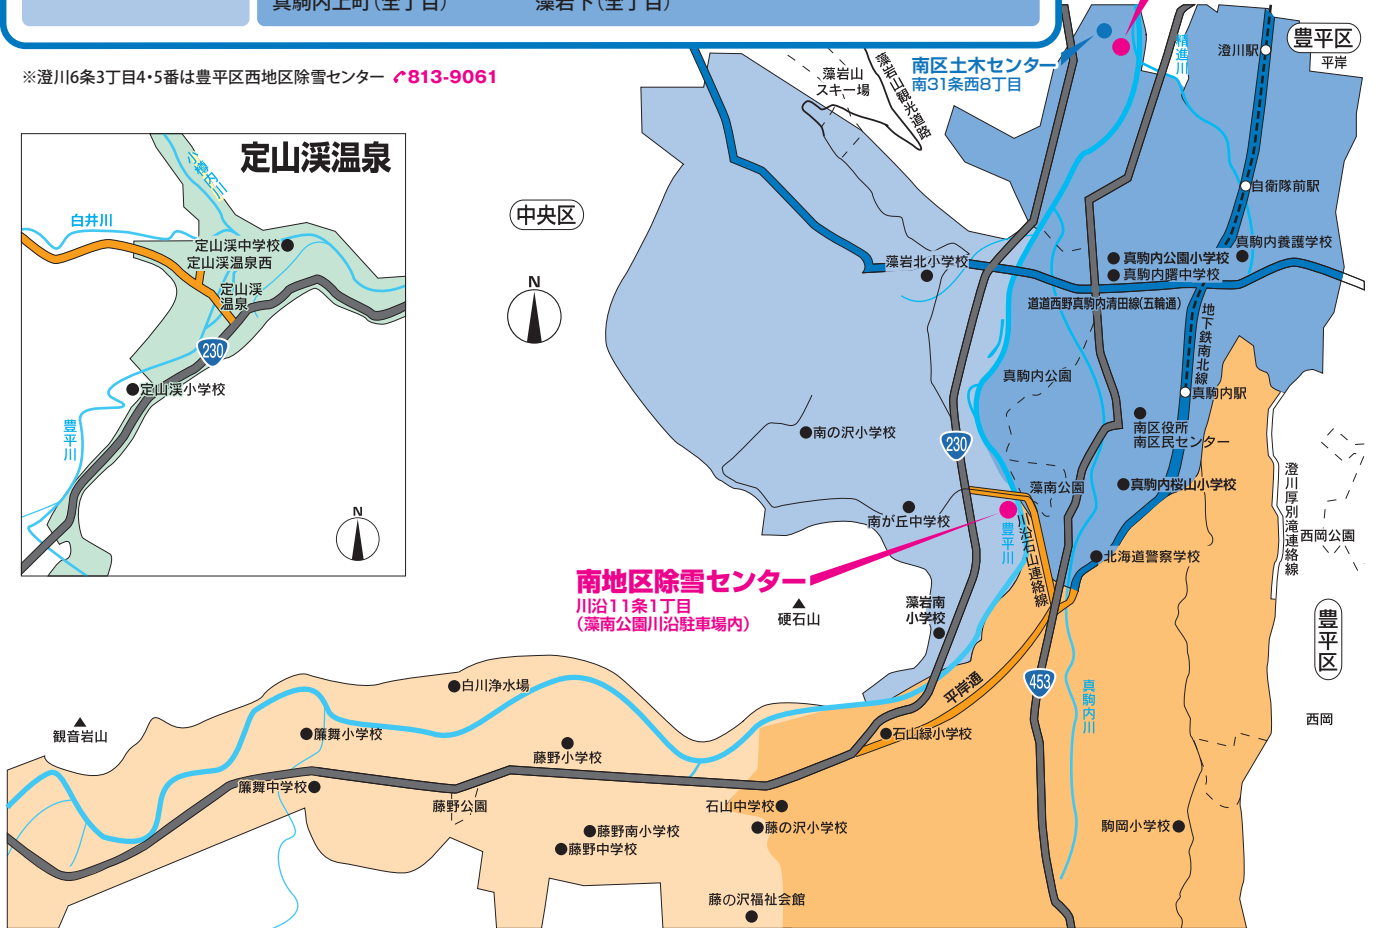 真駒内上町（全丁目）
藻岩下（全丁目）
※澄川6条3丁目4・5番は豊平区西地区除雪センター 813-9061
定山渓温泉
小樽内川
白井川
定山渓中学校
定山渓温泉西
定山渓
温泉
230
定山渓小学校
豊平川
N
中央区
N
藻岩山
スキー場
藻岩山観光道路
南区土木センター
南31条西8丁目
精進川
澄川駅
豊平区
平岸
自衛隊前駅
真駒内養護学校
真駒内公園小学校
真駒内曙中学校
藻岩北小学校
道道西野真駒内清田線（五輪通）
地下鉄南北線
真駒内公園
真駒内駅
南区役所
南区民センター
南の沢小学校
230
藻南公園
真駒内桜山小学校
澄川厚別滝連絡線
西岡公園
南が丘中学校
豊平川
川沿石山連絡線
北海道警察学校
南地区除雪センター
川沿11条1丁目
（藻南公園川沿駐車場内）
硬石山
藻岩南
小学校
豊平区
453
平岸通
真駒内川
西岡
白川浄水場
観音岩山
簾舞小学校
石山緑小学校
藤野小学校
簾舞中学校
藤野公園
石山中学校
藤の沢小学校
藤野南小学校
藤野中学校
駒岡小学校
藤の沢福祉会館